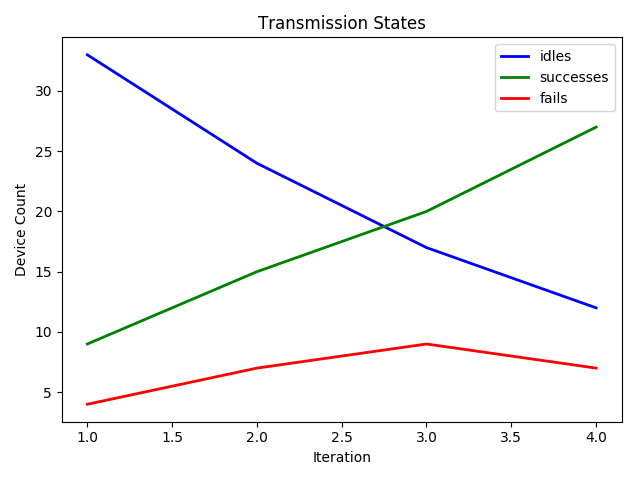 Transmission States
idles
successes
fails
Device Count
30
25
20
15
10
5
1.0 1.5 2.0 2.5 3.0 3.5 4.0
Iteration